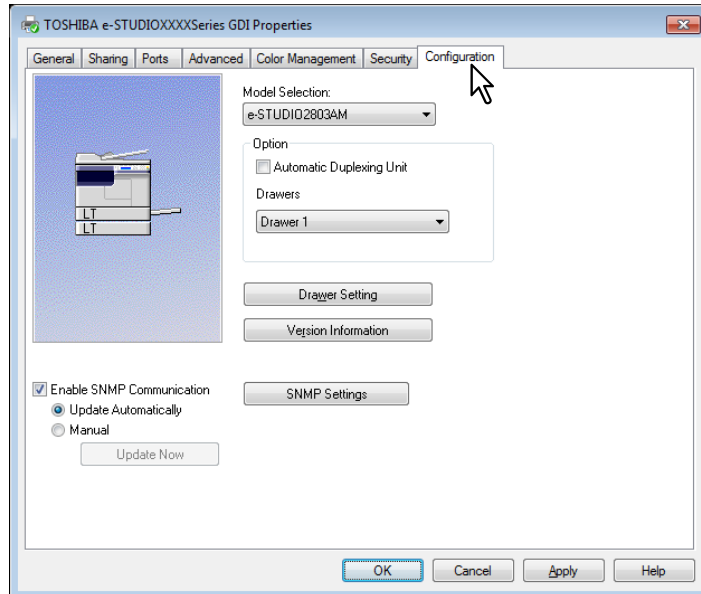 TOSHIBA e-STUDIOXXXXSeries GDI Properties
General Sharing Ports Advanced Color Management Security Configuration
Model Selection:
e-STUDIO2803AM
Option
Automatic Duplexing Unit
Drawers
Drawer 1
LT
LT
Drawer Setting
Version Information
Enable SNMP Communication
SNMP Settings
Update Automatically
Manual
Update Now
OK Cancel Apply Help